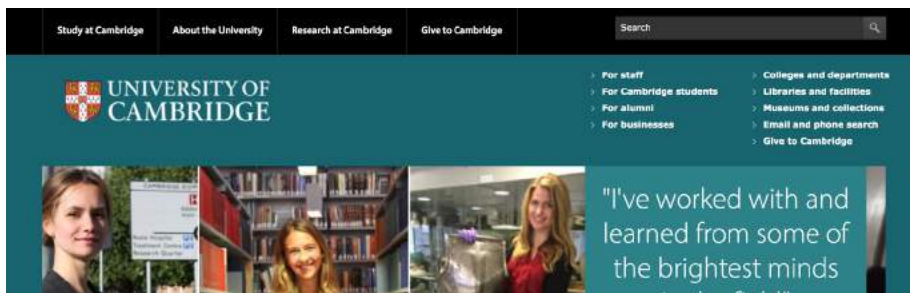 Study at Cambridge
About the University
Research at Cambridge
Give to Cambridge
Search
UNIVERSITY OF
CAMBRIDGE
For staff
For Cambridge students
For alumni
For businesses
Colleges and departments
Libraries and facilities
Museums and collections
Email and phone search
Give to Cambridge
"I've worked with and
learned from some of
the brightest minds